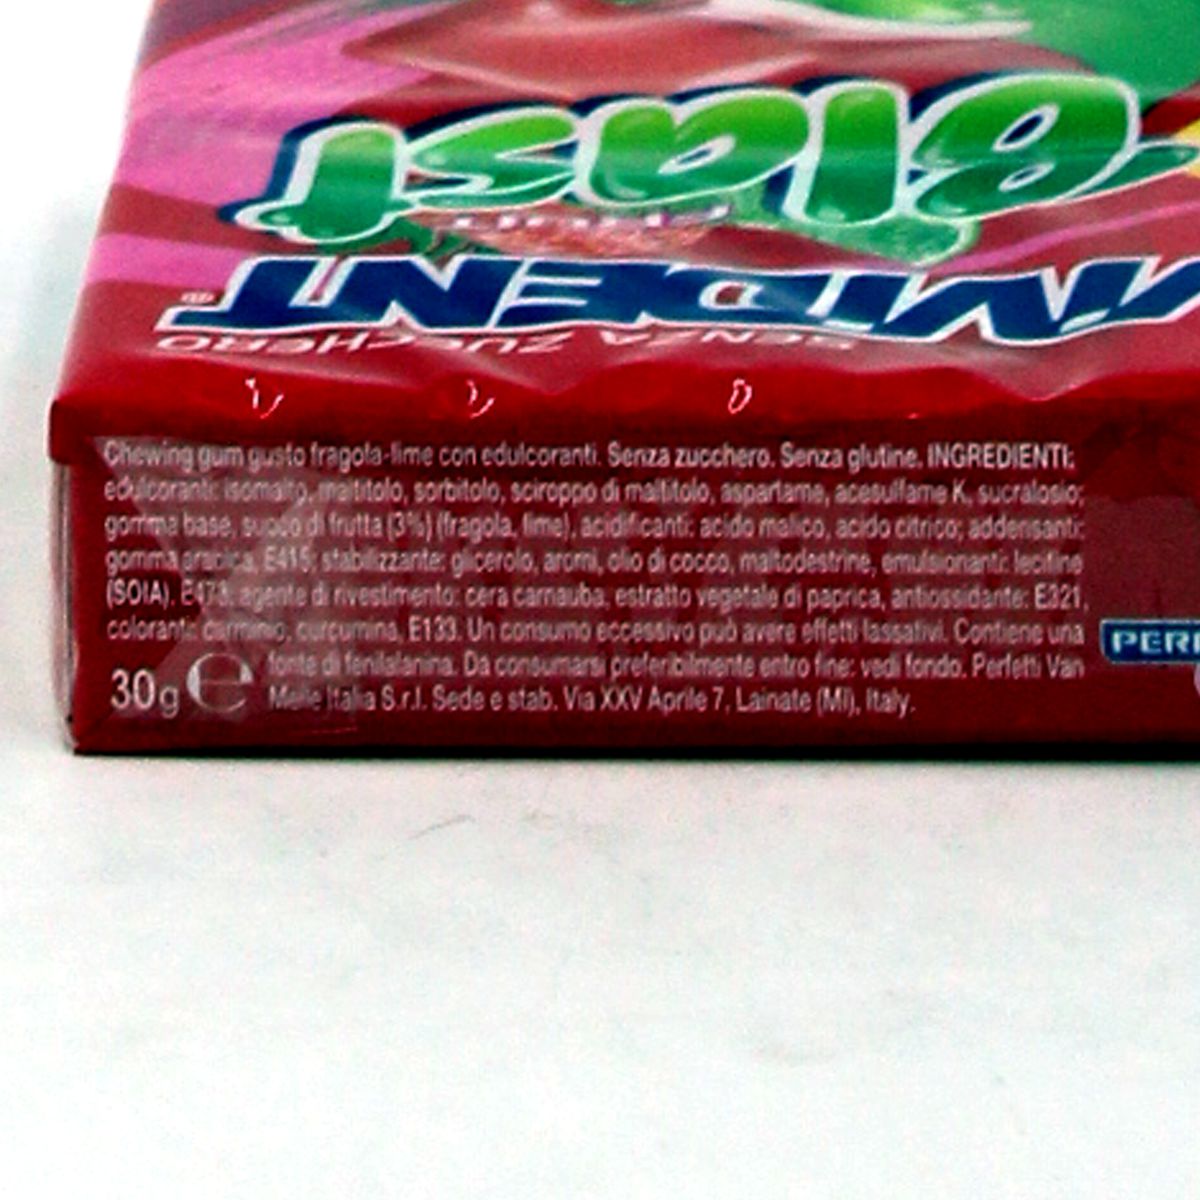 Blast
Fruit
ViVIDENT
SENZA ZUCCHERO
Chewing gum gusto fragola-lime con edulcoranti. Senza zucchero. Senza glutine. INGREDIENTI:
edulcoranti: isomalto, maltitolo, sorbitolo, sciroppo di maltitolo, aspartame, acesulfame K, sucralosio;
gomma base, succo di frutta (3%) (fragola, lime), acidificanti: acido malico, acido citrico; addensanti:
gomma arabica, E415; stabilizzante: glicerolo, aromi, olio di cocco, maltodestrine, emulsionanti: lecitine
(SOIA), E473, agente di rivestimento: cera carnauba, estratto vegetale di paprica, antiossidante: E321,
coloranti: carminio, curcumina, E133. Un consumo eccessivo può avere effetti lassativi. Contiene una
fonte di fenilalanina. Da consumarsi preferibilmente entro fine: vedi fondo. Perfetti Van
Melle Italia S.r.l. Sede e stab. Via XXV Aprile 7, Lainate (MI), Italy.
30g e